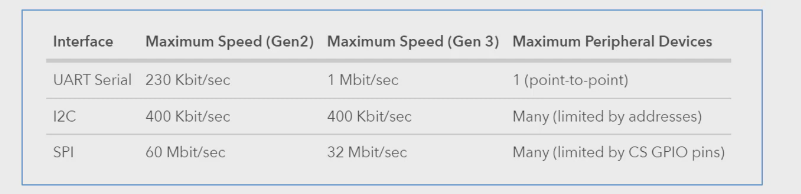 Interface Maximum Speed (Gen2) Maximum Speed (Gen 3) Maximum Peripheral Devices
UART Serial 230 Kbit/sec 1 Mbit/sec 1 (point-to-point)
I2C 400 Kbit/sec 400 Kbit/sec Many (limited by addresses)
SPI 60 Mbit/sec 32 Mbit/sec Many (limited by CS GPIO pins)